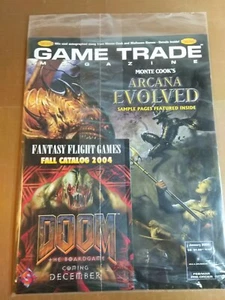 GAME TRADE
MAGAZINE
MONTE COOK'S
ARCANA
EVOLVED
SAMPLE PAGES FEATURED INSIDE
FANTASY FLIGHT GAMES
FALL CATALOG 2004
DOOM
THE BOARDGAME
COMING
DECEMBER